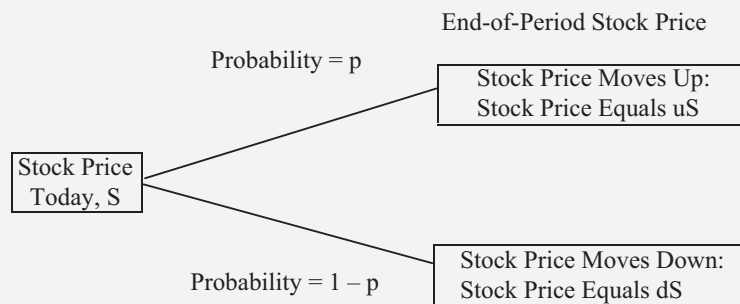 End-of-Period Stock Price
Probability = p
Stock Price Moves Up:
Stock Price Equals uS
Stock Price
Today, S
Stock Price Moves Down:
Stock Price Equals dS
Probability = 1 – p